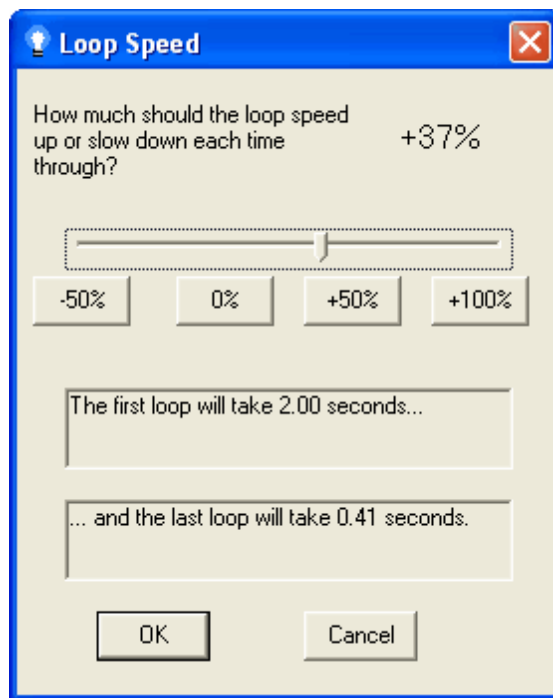 Loop Speed
How much should the loop speed
up or slow down each time
through?
+37%
-50%
0%
+50%
+100%
The first loop will take 2.00 seconds...
... and the last loop will take 0.41 seconds.
OK
Cancel